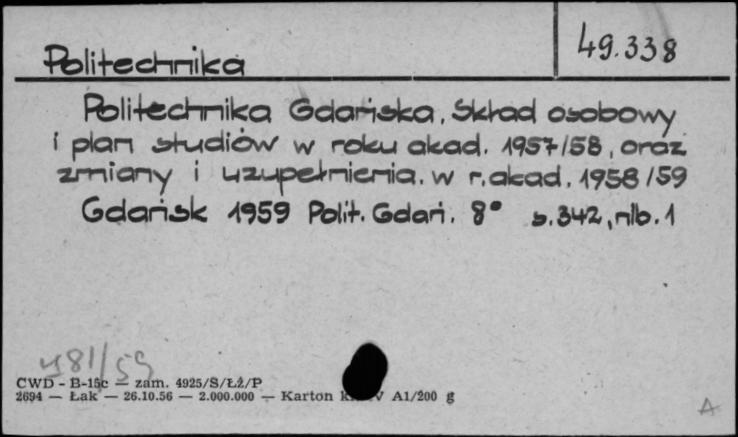 49.338
Politechnika
Politechnika Gdańska. Skład osobowy
i plan studiów w roku akad. 1957/58, oraz
zmiany i uzupełnienia. w r. akad. 1958/59
Gdańsk 1959 Polit. Gdań. 8° s. 342, nlb. 1
481/59
CWD - B-15c — zam. 4925/S/ŁŻ/P
2694 — Łak — 26.10.56 — 2.000.000 — Karton A1/200 g
A